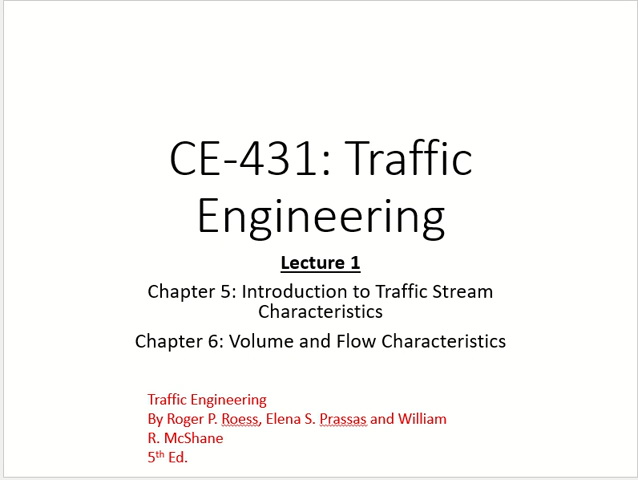 CE-431: Traffic
Engineering
Lecture 1
Chapter 5: Introduction to Traffic Stream
Characteristics
Chapter 6: Volume and Flow Characteristics
Traffic Engineering
By Roger P. Roess, Elena S. Prassas and William
R. McShane
5th Ed.